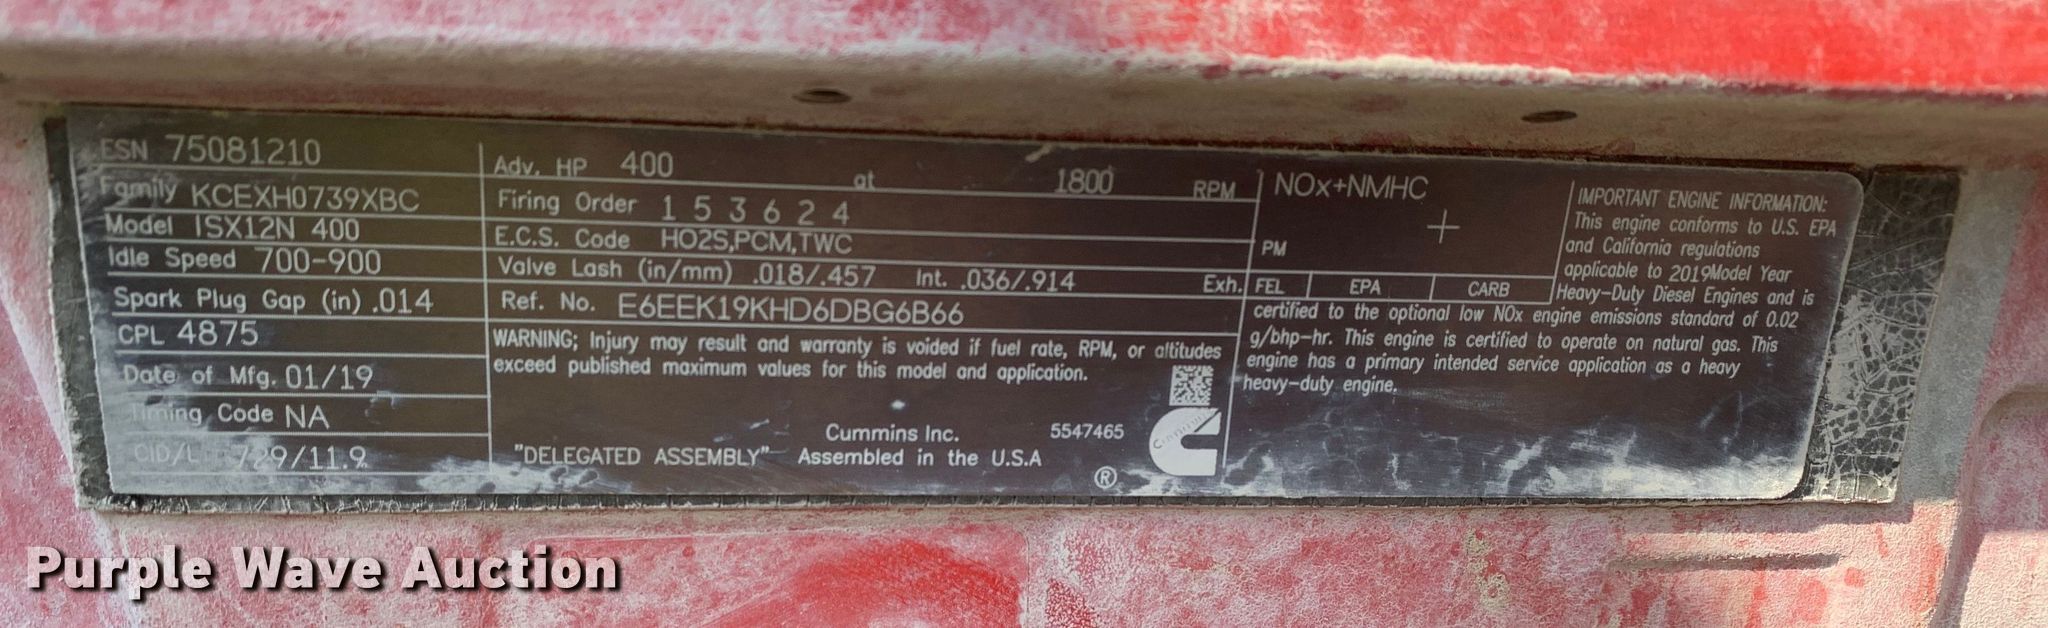 ESN 75081210
Family KCEXH0739XBC
Model ISX12N 400
Idle Speed 700-900
Spark Plug Gap (in) .014
CPL 4875
Date of Mfg. 01/19
Timing Code NA
CID/L 729/11.9
Adv. HP 400 at 1800 RPM
Firing Order 1 5 3 6 2 4
E.C.S. Code HO2S,PCM,TWC
Valve Lash (in/mm) .018/.457 Int. .036/.914 Exh.
Ref. No. E6EEK19KHD6DBG6B66
WARNING; Injury may result and warranty is voided if fuel rate, RPM, or altitudes
exceed published maximum values for this model and application.
Cummins Inc. 5547465
"DELEGATED ASSEMBLY" Assembled in the U.S.A
Cummins
®
NOx+NMHC
+
PM
FEL EPA CARB
IMPORTANT ENGINE INFORMATION:
This engine conforms to U.S. EPA
and California regulations
applicable to 2019Model Year
Heavy-Duty Diesel Engines and is
certified to the optional low NOx engine emissions standard of 0.02
g/bhp-hr. This engine is certified to operate on natural gas. This
engine has a primary intended service application as a heavy
heavy-duty engine.
Purple Wave Auction